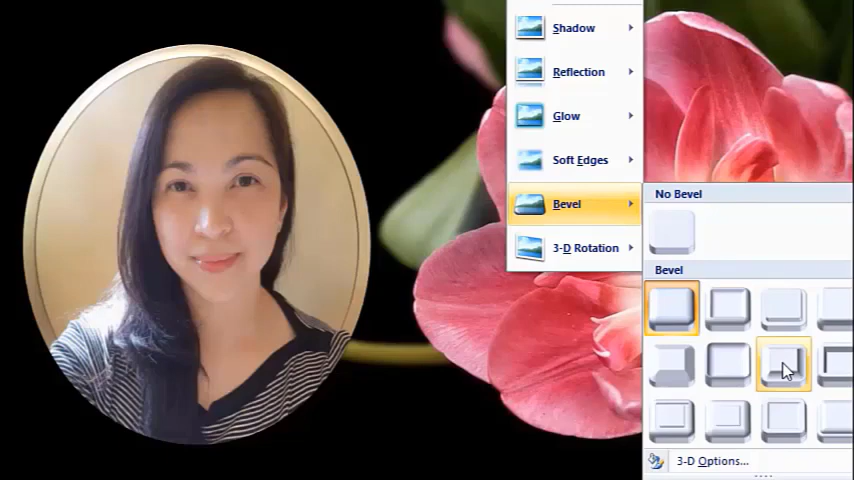 Shadow
Reflection
Glow
Soft Edges
Bevel
3-D Rotation
No Bevel
Bevel
3-D Options...